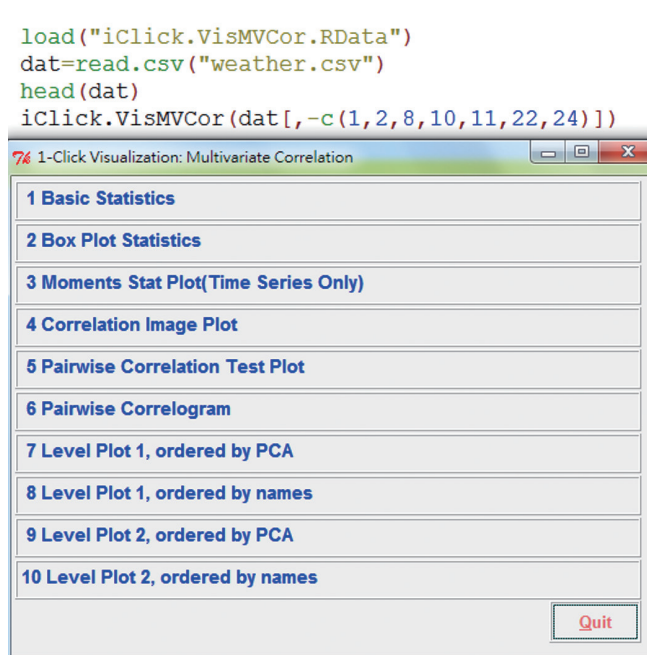 load("iClick.VisMVCor.RData")
dat=read.csv("weather.csv")
head(dat)
iClick.VisMVCor(dat[,-c(1,2,8,10,11,22,24)])
1-Click Visualization: Multivariate Correlation
1 Basic Statistics
2 Box Plot Statistics
3 Moments Stat Plot(Time Series Only)
4 Correlation Image Plot
5 Pairwise Correlation Test Plot
6 Pairwise Correlogram
7 Level Plot 1, ordered by PCA
8 Level Plot 1, ordered by names
9 Level Plot 2, ordered by PCA
10 Level Plot 2, ordered by names
Quit